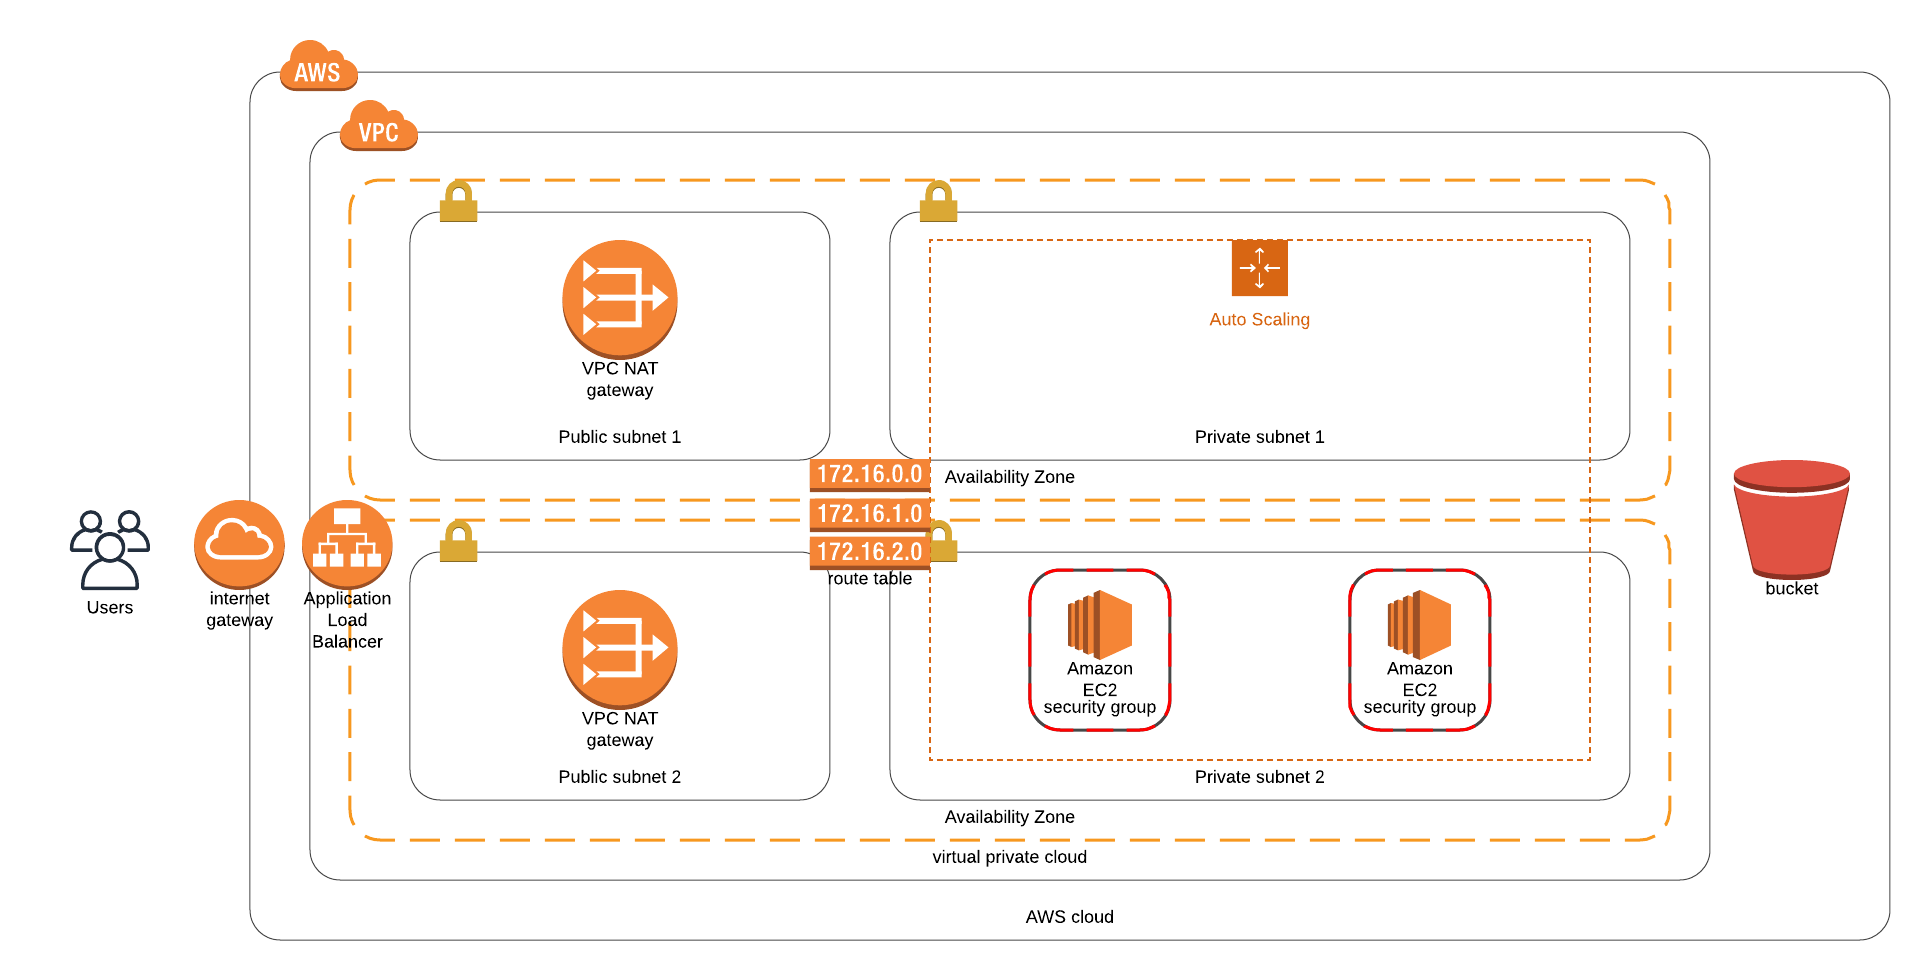 AWS
VPC
Auto Scaling
VPC NAT
gateway
Public subnet 1
Private subnet 1
172.16.0.0
Availability Zone
172.16.1.0
172.16.2.0
route table
Users
internet
gateway
Application
Load
Balancer
bucket
Amazon
EC2
security group
Amazon
EC2
security group
VPC NAT
gateway
Public subnet 2
Private subnet 2
Availability Zone
virtual private cloud
AWS cloud